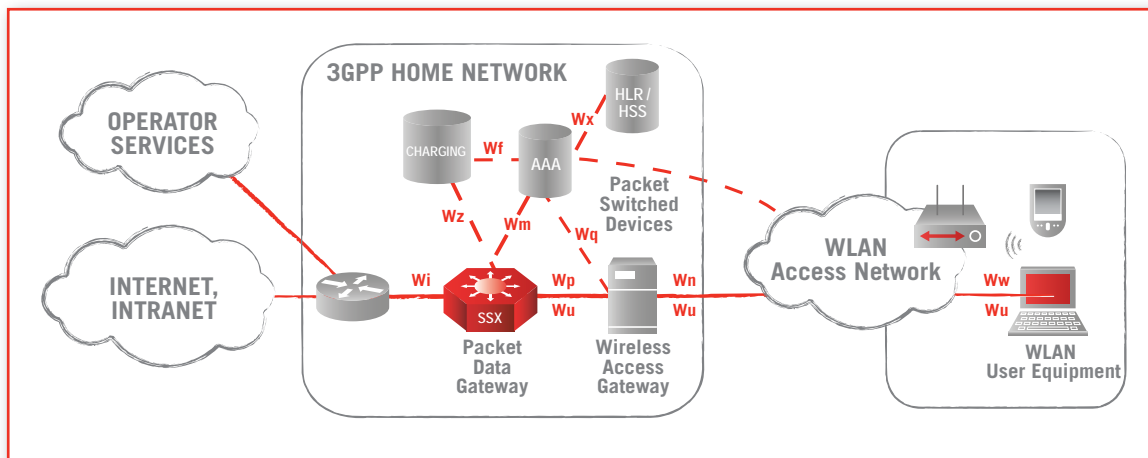 3GPP HOME NETWORK
OPERATOR
SERVICES
INTERNET,
INTRANET
CHARGING
Wf
AAA
Wx
HLR /
HSS
Packet
Switched
Devices
Wz
Wm
Wq
Wi
SSX
Wp
Wu
Wn
Wu
Packet
Data
Gateway
Wireless
Access
Gateway
WLAN
Access Network
Ww
Wu
WLAN
User Equipment